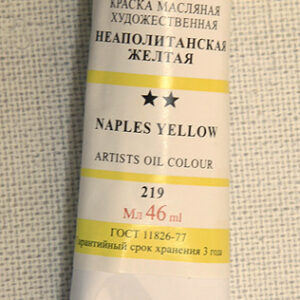 КРАСКА МАСЛЯНАЯ
ХУДОЖЕСТВЕННАЯ
НЕАПОЛИТАНСКАЯ
ЖЕЛТАЯ
★★
NAPLES YELLOW
ARTISTS OIL COLOUR
219
Мл 46 ml
ГОСТ 11826-77
арантийный срок хранения 3 года